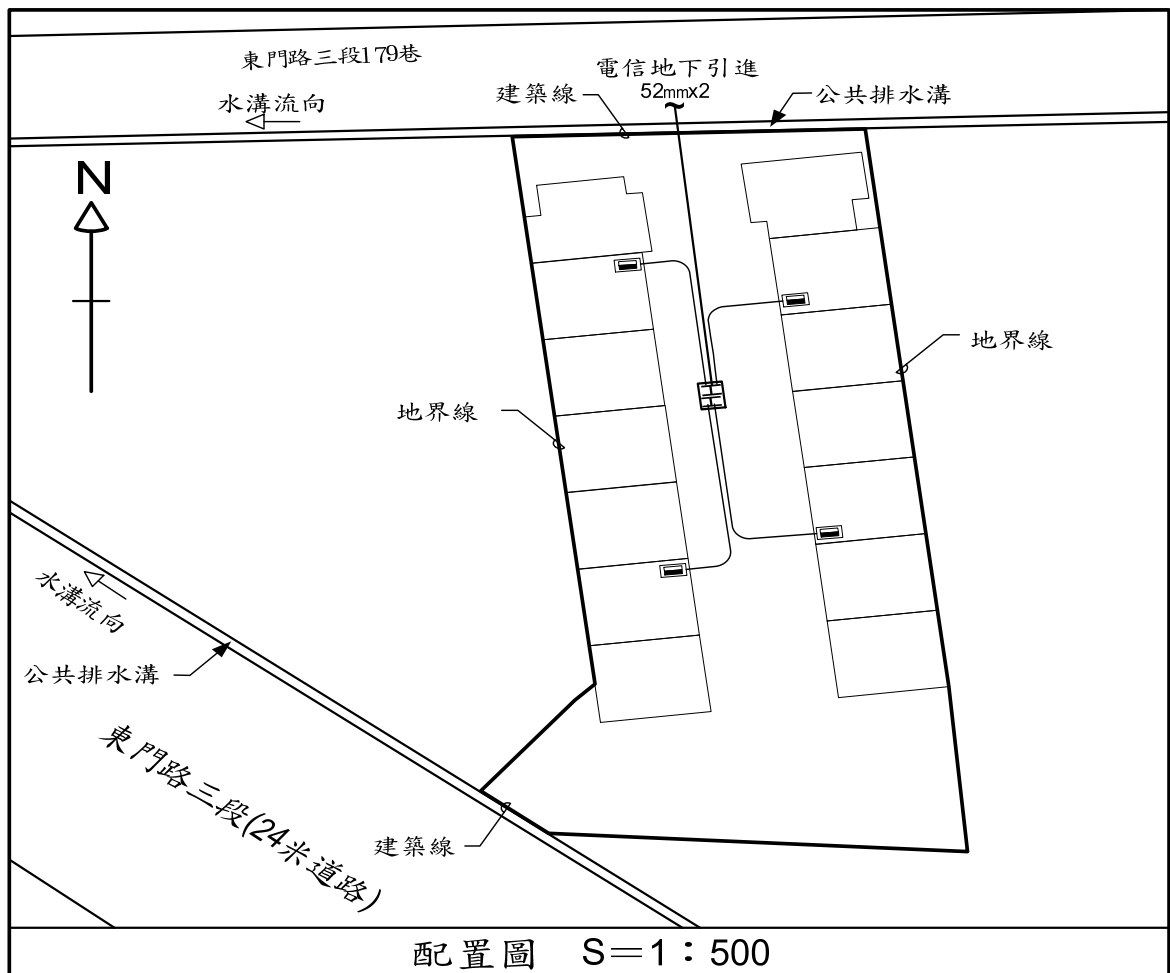 東門路三段179巷
電信地下引進
52mmx2
建築線
公共排水溝
水溝流向
N
地界線
地界線
水溝流向
公共排水溝
東門路三段(24米道路)
建築線
配置圖 S=1:500